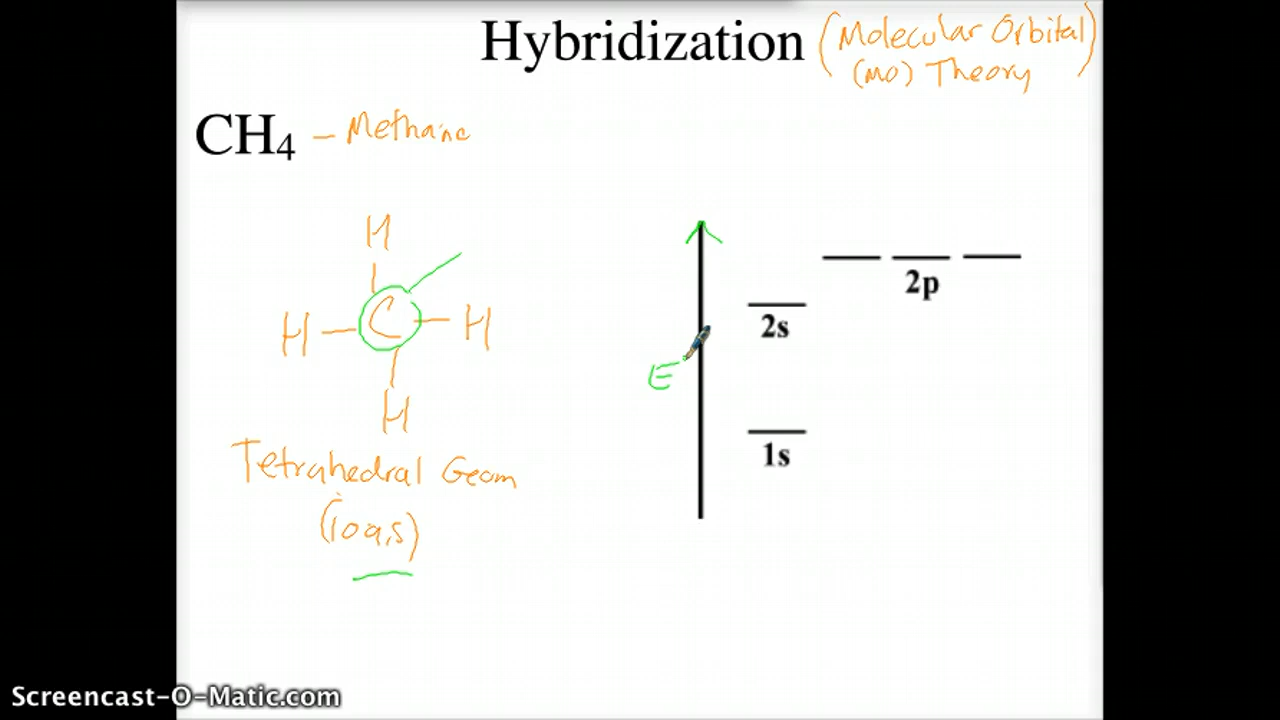 Hybridization (Molecular Orbital)
(MO) Theory
CH4 – Methane
H
H – C – H
H
E
2p
2s
1s
Tetrahedral Geom
(109.5)
Screencast-O-Matic.com